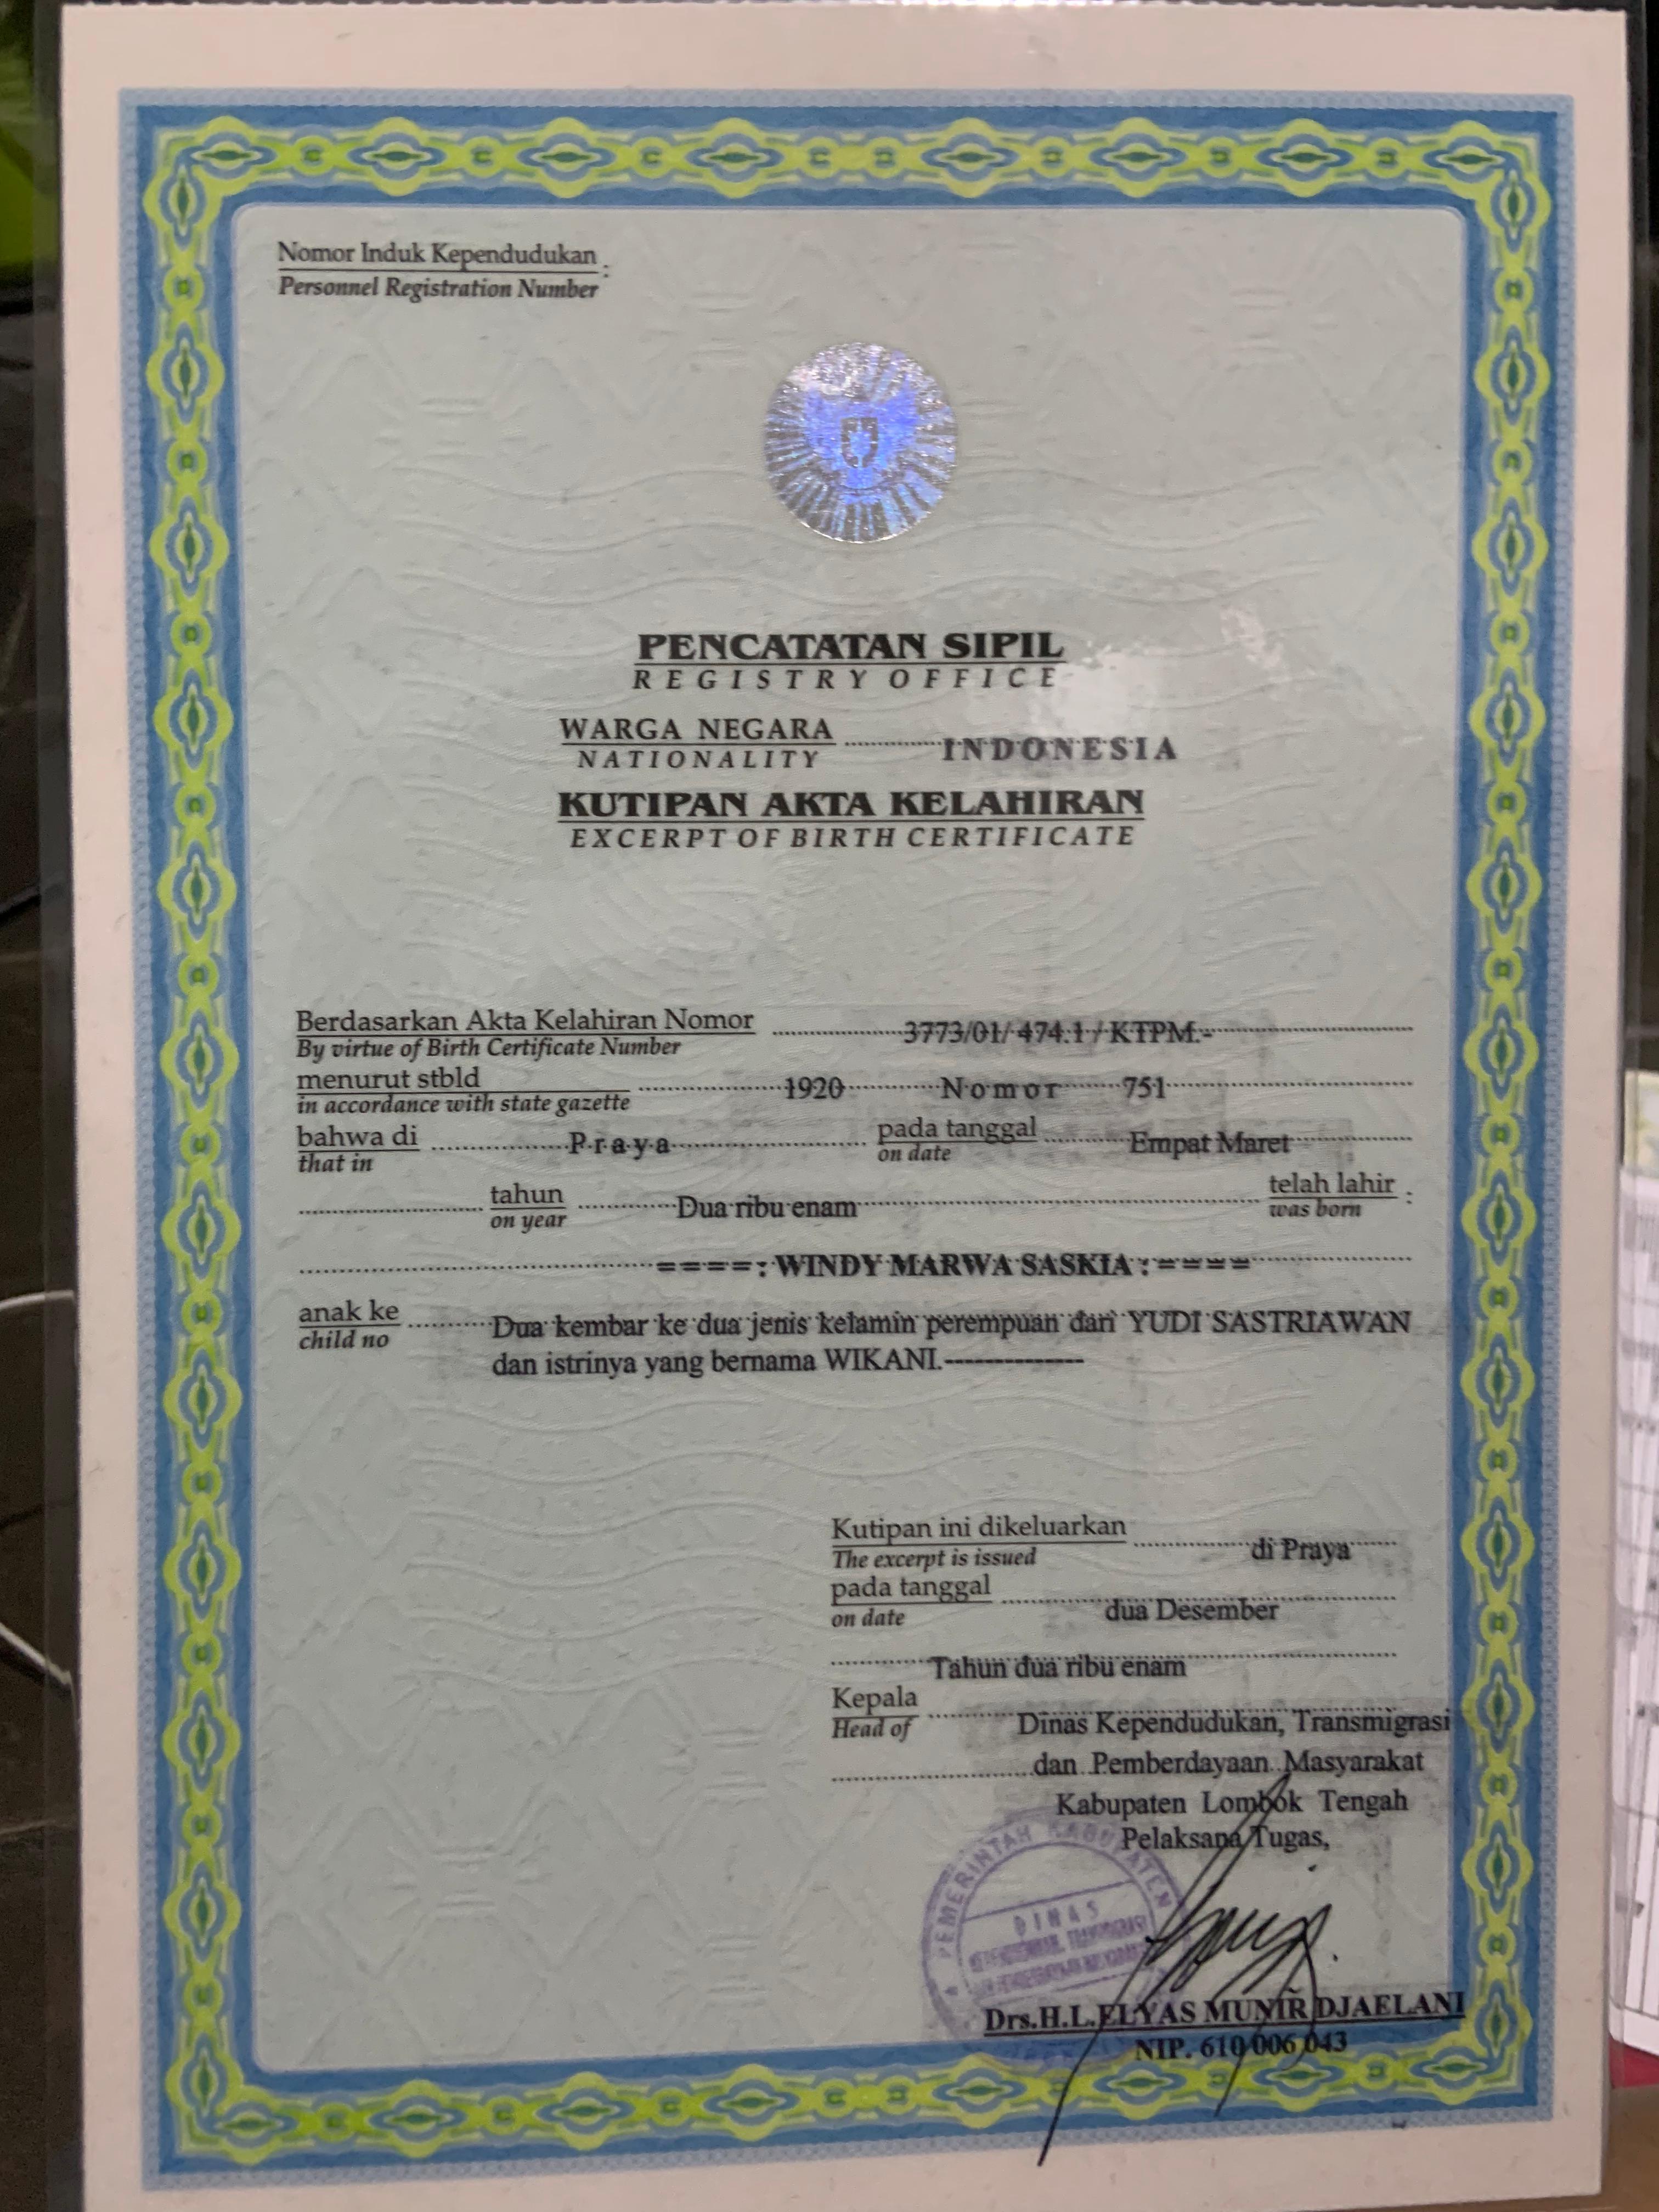 Nomor Induk Kependudukan :
Personnel Registration Number
PENCATATAN SIPIL
REGISTRY OFFICE
WARGA NEGARA INDONESIA
NATIONALITY
KUTIPAN AKTA KELAHIRAN
EXCERPT OF BIRTH CERTIFICATE
Berdasarkan Akta Kelahiran Nomor 3773/01/ 474.1 / KTPM.-
By virtue of Birth Certificate Number
menurut stbld 1920 Nomor 751
in accordance with state gazette
bahwa di Praya pada tanggal Empat Maret
that in on date
tahun Dua ribu enam telah lahir :
on year was born
====: WINDY MARWA SASKIA :====
anak ke Dua kembar ke dua jenis kelamin perempuan dari YUDI SASTRIAWAN
child no
dan istrinya yang bernama WIKANI.--------------
Kutipan ini dikeluarkan di Praya
The excerpt is issued
pada tanggal dua Desember
on date
Tahun dua ribu enam
Kepala Dinas Kependudukan, Transmigrasi
Head of
dan Pemberdayaan Masyarakat
Kabupaten Lombok Tengah
Pelaksana Tugas,
PEMERINTAH KABUPATEN
DINAS
Drs.H.L.ELYAS MUNIR DJAELANI
NIP. 610 006 043